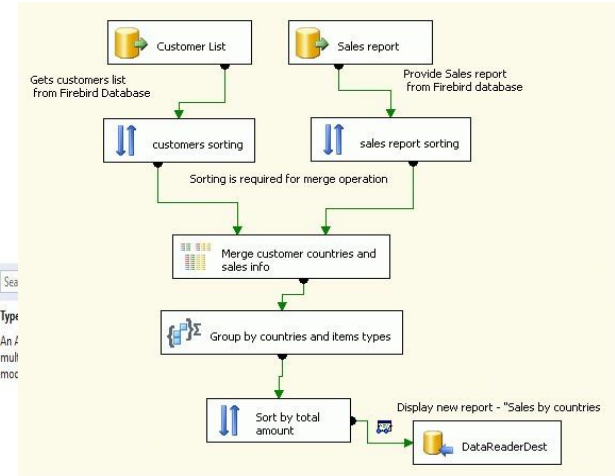 Customer List
Sales report
Gets customers list
from Firebird Database
Provide Sales report
from Firebird database
customers sorting
sales report sorting
Sorting is required for merge operation
Merge customer countries and
sales info
Sea
Type
An A
mult
mod
Group by countries and items types
Sort by total
amount
Display new report - "Sales by countries
DataReaderDest